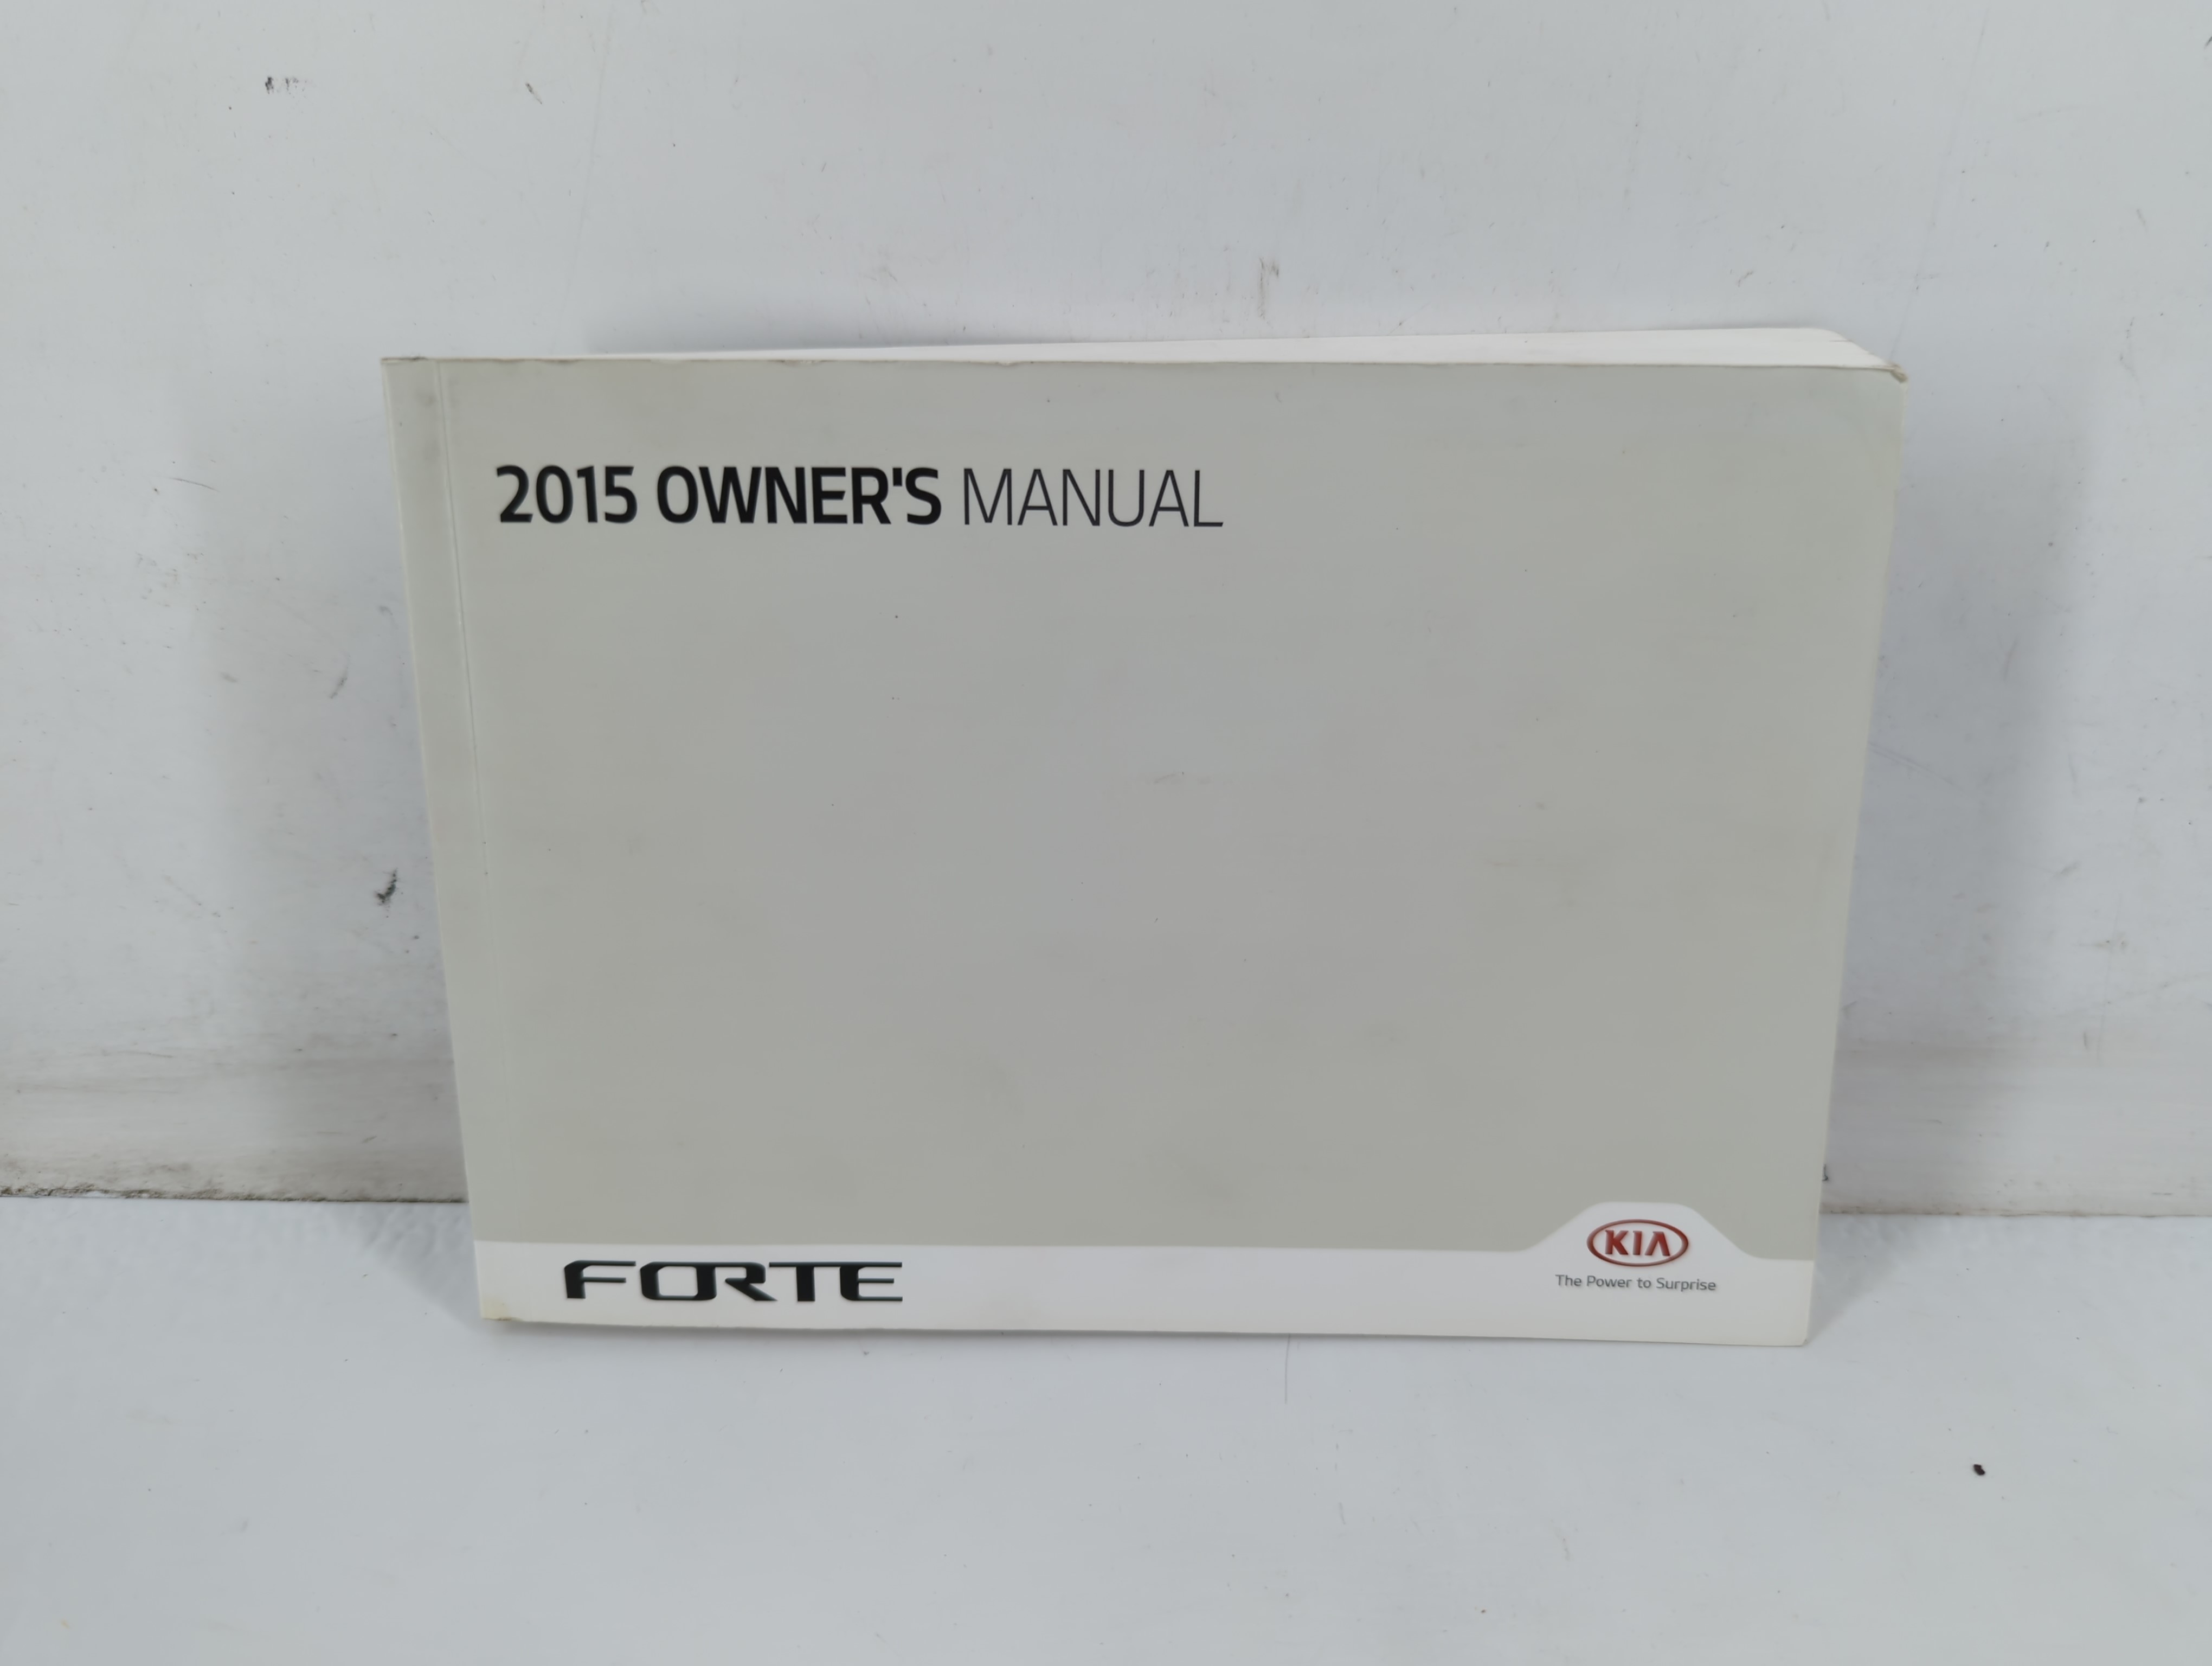 2015 OWNER'S MANUAL
FORTE
KIA
The Power to Surprise